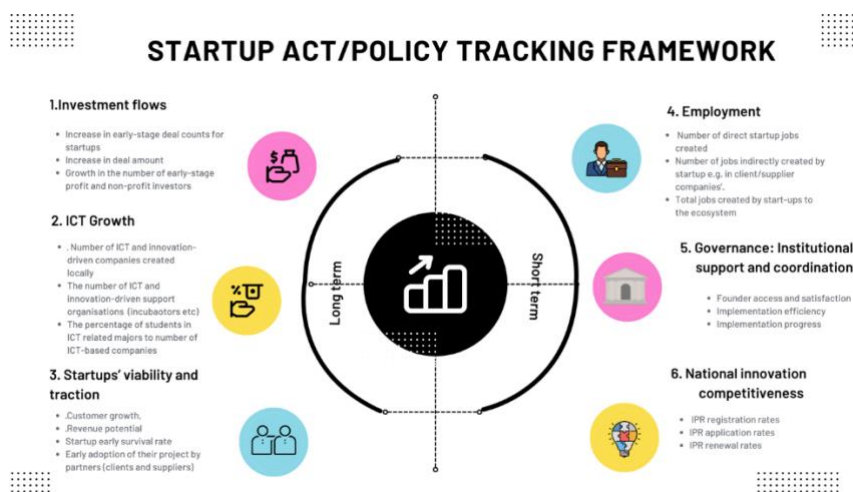 STARTUP ACT/POLICY TRACKING FRAMEWORK
1.Investment flows
Increase in early-stage deal counts for
startups
Increase in deal amount
Growth in the number of early-stage
profit and non-profit investors
2. ICT Growth
. Number of ICT and innovation-
driven companies created
locally
The number of ICT and
innovation-driven support
organisations (incubaotors etc)
The percentage of students in
ICT related majors to number of
ICT-based companies
3. Startups' viability and
traction
.Customer growth,
.Revenue potential
Startup early survival rate
Early adoption of their project by
partners (clients and suppliers)
Long term
Short term
4. Employment
Number of direct startup jobs
created
Number of jobs indirectly created by
startup e.g. in client/supplier
companies'.
Total jobs created by start-ups to
the ecosystem
5. Governance: Institutional
support and coordination
Founder access and satisfaction
Implementation efficiency
Implementation progress
6. National innovation
competitiveness
IPR registration rates
IPR application rates
IPR renewal rates